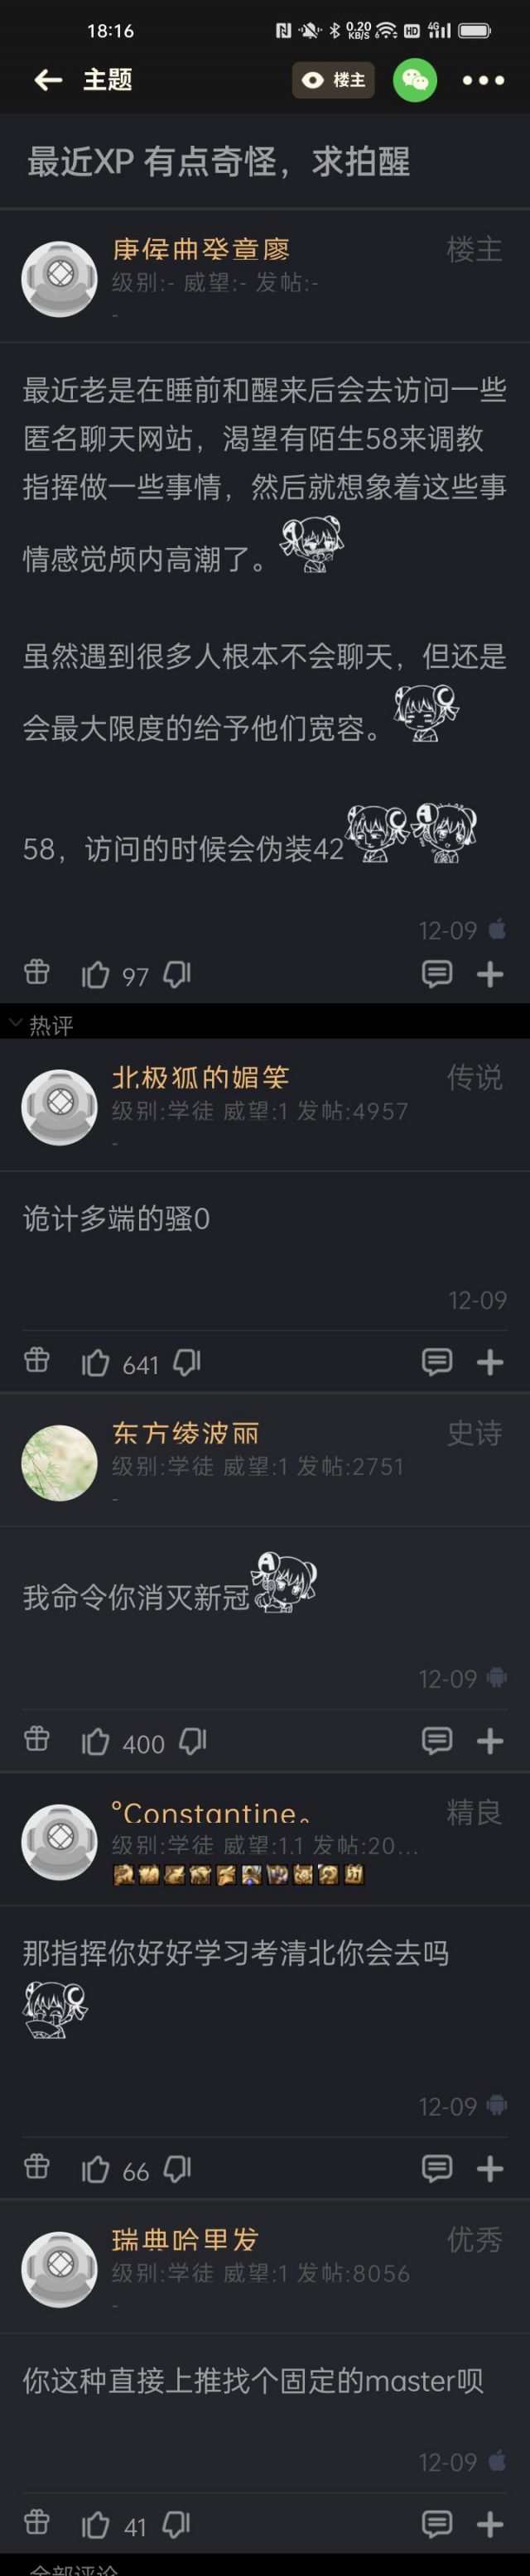 18:16
0.20
KB/S
HD
4G
主题
楼主
最近XP 有点奇怪，求拍醒
庚侯曲癸章廖
楼主
级别:- 威望:- 发帖:-
-
最近老是在睡前和醒来后会去访问一些
匿名聊天网站，渴望有陌生58来调教
指挥做一些事情，然后就想象着这些事
情感觉颅内高潮了。
虽然遇到很多人根本不会聊天，但还是
会最大限度的给予他们宽容。
58，访问的时候会伪装42
12-09
97
热评
北极狐的媚笑
传说
级别:学徒 威望:1 发帖:4957
-
诡计多端的骚0
12-09
641
东方绫波丽
史诗
级别:学徒 威望:1 发帖:2751
-
我命令你消灭新冠
12-09
400
°Constantine。
精良
级别:学徒 威望:1.1 发帖:20...
那指挥你好好学习考清北你会去吗
12-09
66
瑞典哈里发
优秀
级别:学徒 威望:1 发帖:8056
-
你这种直接上推找个固定的master呗
12-09
41
全部评论